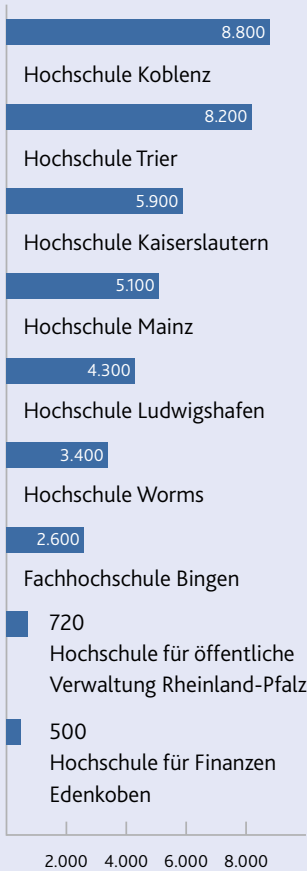 8.800
Hochschule Koblenz
8.200
Hochschule Trier
5.900
Hochschule Kaiserslautern
5.100
Hochschule Mainz
4.300
Hochschule Ludwigshafen
3.400
Hochschule Worms
2.600
Fachhochschule Bingen
720
Hochschule für öffentliche
Verwaltung Rheinland-Pfalz
500
Hochschule für Finanzen
Edenkoben
2.000 4.000 6.000 8.000